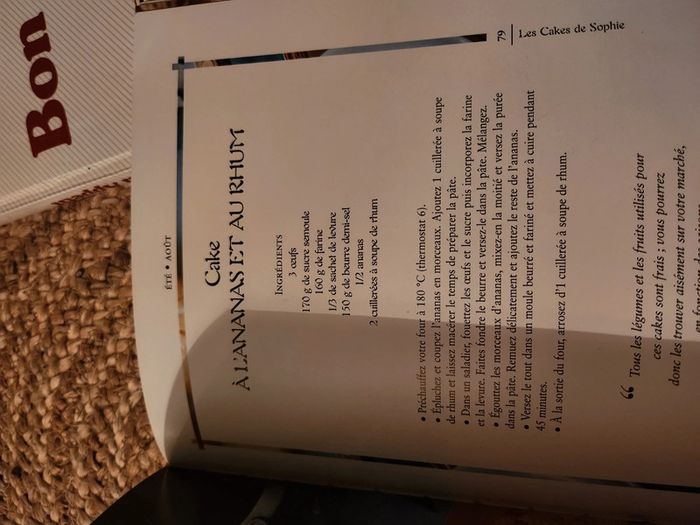 Bon
ÉTÉ • AOÛT
Cake
À L'ANANAS ET AU RHUM
INGRÉDIENTS
3 œufs
170 g de sucre semoule
160 g de farine
1/3 de sachet de levure
150 g de beurre demi-sel
1/2 ananas
2 cuillerées à soupe de rhum
• Préchauffez votre four à 180 °C (thermostat 6).
• Épluchez et coupez l'ananas en morceaux. Ajoutez 1 cuillerée à soupe
de rhum et laissez macérer le temps de préparer la pâte.
• Dans un saladier, fouettez les œufs et le sucre puis incorporez la farine
et la levure. Faites fondre le beurre et versez-le dans la pâte. Mélangez.
• Égouttez les morceaux d'ananas, mixez-en la moitié et versez la purée
dans la pâte. Remuez délicatement et ajoutez le reste de l'ananas.
• Versez le tout dans un moule beurré et fariné et mettez à cuire pendant
45 minutes.
• À la sortie du four, arrosez d'1 cuillerée à soupe de rhum.
79
Les Cakes de Sophie
“ Tous les légumes et les fruits utilisés pour
ces cakes sont frais ; vous pourrez
donc les trouver aisément sur votre marché,